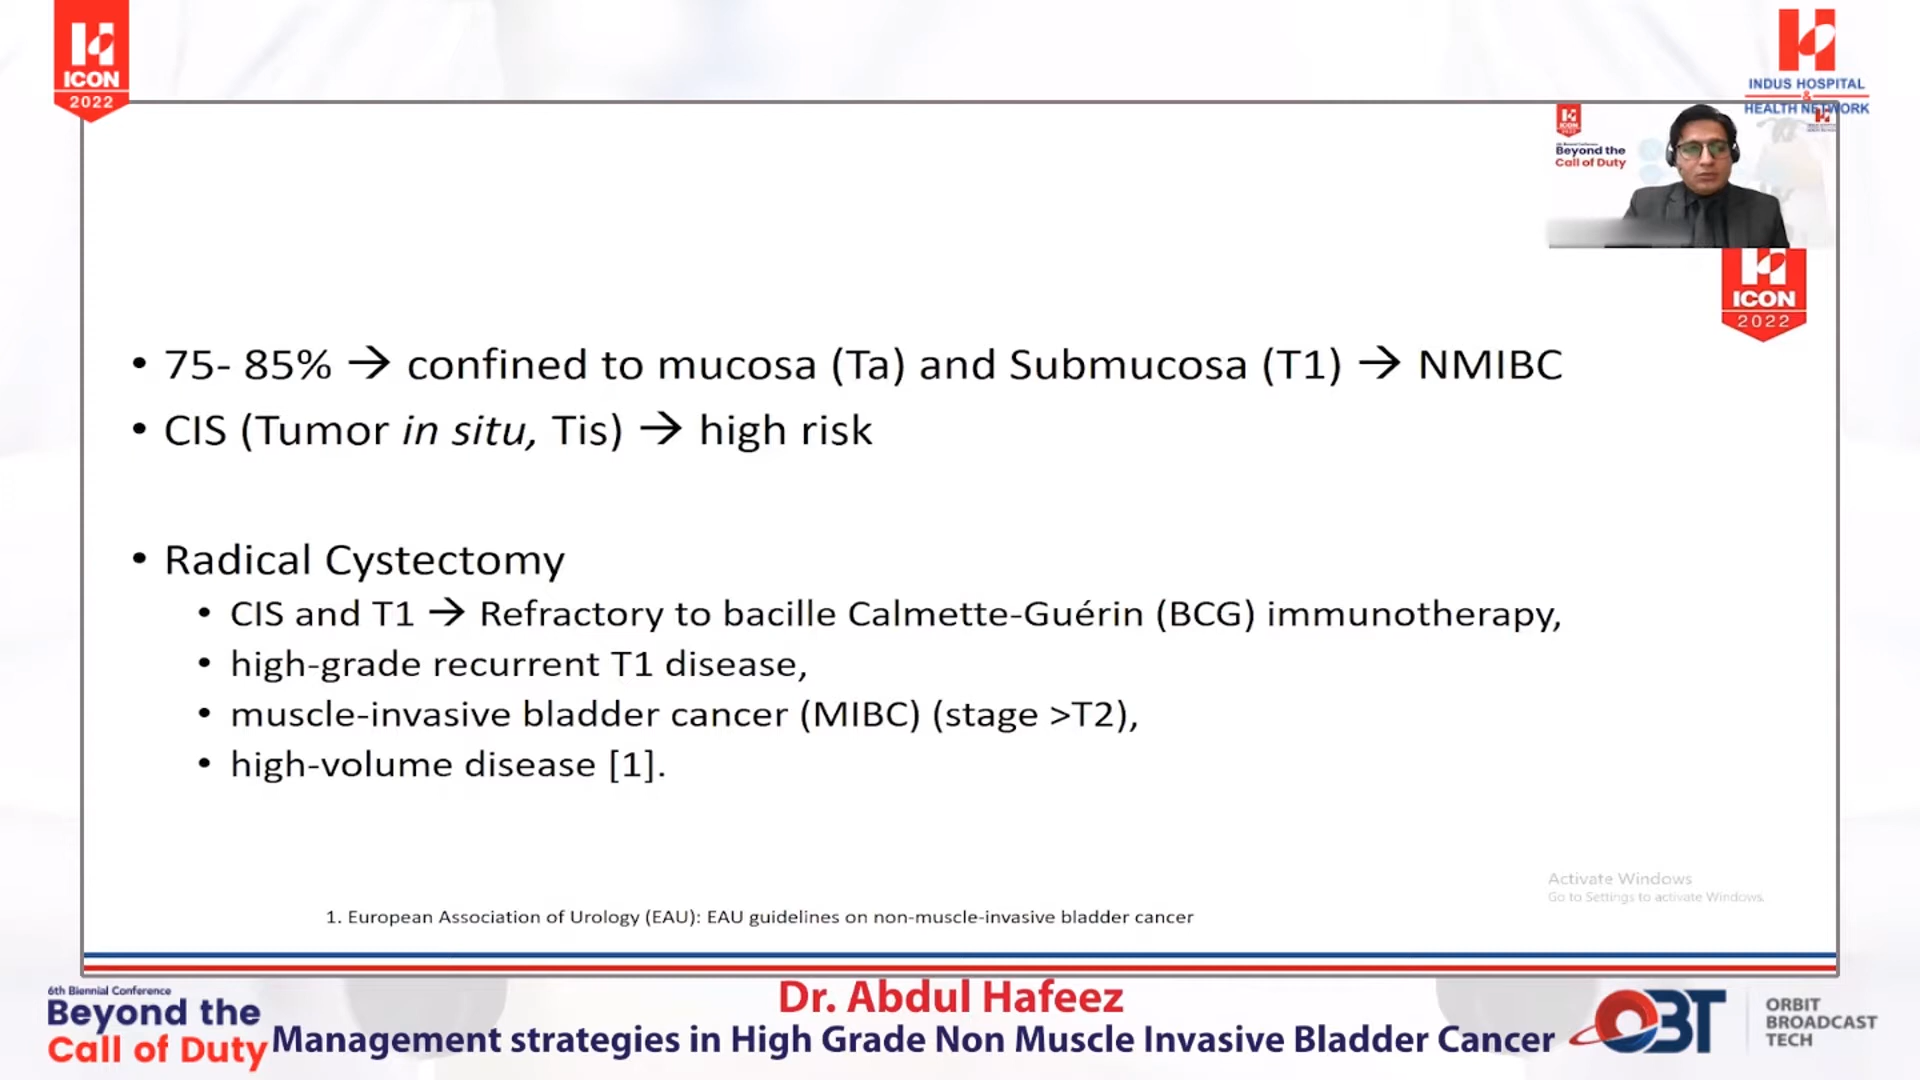 ICON
2022
INDUS HOSPITAL
&
HEALTH NETWORK
Beyond the
Call of Duty
ICON
2022
• 75- 85% → confined to mucosa (Ta) and Submucosa (T1) → NMIBC
• CIS (Tumor in situ, Tis) → high risk
• Radical Cystectomy
• CIS and T1 → Refractory to bacille Calmette-Guérin (BCG) immunotherapy,
• high-grade recurrent T1 disease,
• muscle-invasive bladder cancer (MIBC) (stage >T2),
• high-volume disease [1].
Activate Windows
Go to Settings to activate Windows.
1. European Association of Urology (EAU): EAU guidelines on non-muscle-invasive bladder cancer
6th Biennial Conference
Beyond the
Call of Duty
Dr. Abdul Hafeez
Management strategies in High Grade Non Muscle Invasive Bladder Cancer
OBT
ORBIT
BROADCAST
TECH